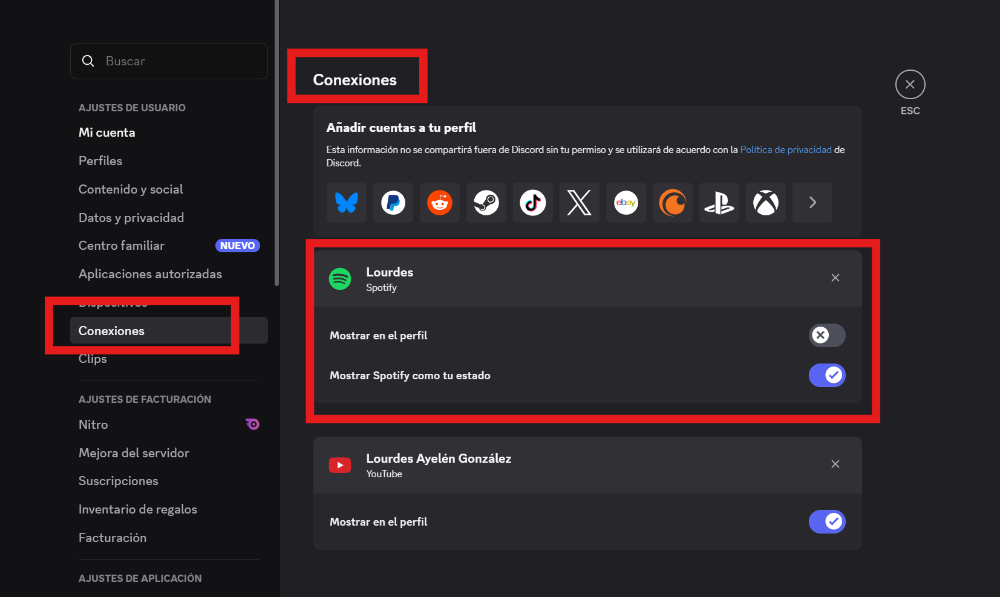 Buscar
AJUSTES DE USUARIO
Mi cuenta
Perfiles
Contenido y social
Datos y privacidad
Centro familiar NUEVO
Aplicaciones autorizadas
Dispositivos
Conexiones
Clips
AJUSTES DE FACTURACIÓN
Nitro
Mejora del servidor
Suscripciones
Inventario de regalos
Facturación
AJUSTES DE APLICACIÓN
Conexiones
ESC
Añadir cuentas a tu perfil
Esta información no se compartirá fuera de Discord sin tu permiso y se utilizará de acuerdo con la Política de privacidad de
Discord.
ebay
Lourdes
Spotify
Mostrar en el perfil
Mostrar Spotify como tu estado
Lourdes Ayelén González
YouTube
Mostrar en el perfil